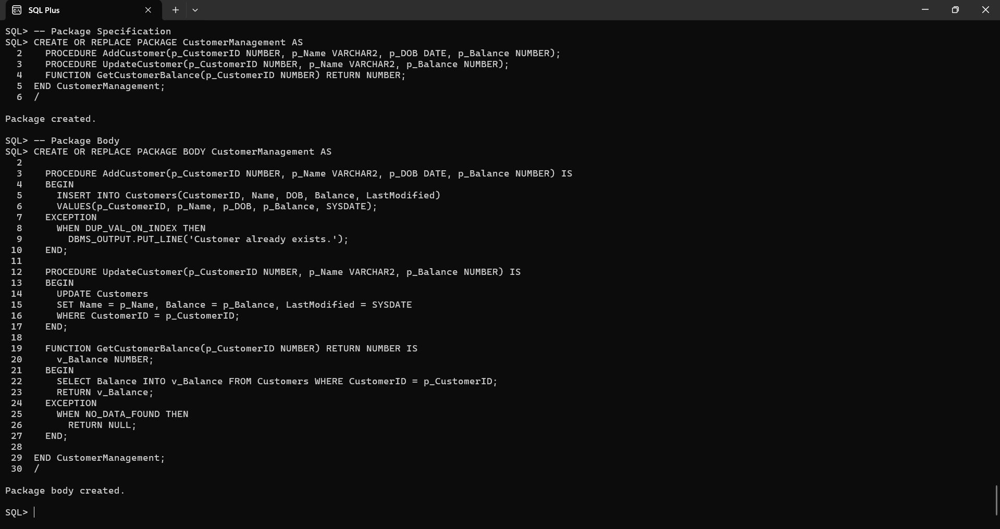 SQL Plus
SQL> -- Package Specification
SQL> CREATE OR REPLACE PACKAGE CustomerManagement AS
  2    PROCEDURE AddCustomer(p_CustomerID NUMBER, p_Name VARCHAR2, p_DOB DATE, p_Balance NUMBER);
  3    PROCEDURE UpdateCustomer(p_CustomerID NUMBER, p_Name VARCHAR2, p_Balance NUMBER);
  4    FUNCTION GetCustomerBalance(p_CustomerID NUMBER) RETURN NUMBER;
  5  END CustomerManagement;
  6  /
Package created.
SQL> -- Package Body
SQL> CREATE OR REPLACE PACKAGE BODY CustomerManagement AS
  2
  3    PROCEDURE AddCustomer(p_CustomerID NUMBER, p_Name VARCHAR2, p_DOB DATE, p_Balance NUMBER) IS
  4    BEGIN
  5      INSERT INTO Customers(CustomerID, Name, DOB, Balance, LastModified)
  6      VALUES(p_CustomerID, p_Name, p_DOB, p_Balance, SYSDATE);
  7    EXCEPTION
  8      WHEN DUP_VAL_ON_INDEX THEN
  9        DBMS_OUTPUT.PUT_LINE('Customer already exists.');
 10    END;
 11
 12    PROCEDURE UpdateCustomer(p_CustomerID NUMBER, p_Name VARCHAR2, p_Balance NUMBER) IS
 13    BEGIN
 14      UPDATE Customers
 15      SET Name = p_Name, Balance = p_Balance, LastModified = SYSDATE
 16      WHERE CustomerID = p_CustomerID;
 17    END;
 18
 19    FUNCTION GetCustomerBalance(p_CustomerID NUMBER) RETURN NUMBER IS
 20      v_Balance NUMBER;
 21    BEGIN
 22      SELECT Balance INTO v_Balance FROM Customers WHERE CustomerID = p_CustomerID;
 23      RETURN v_Balance;
 24    EXCEPTION
 25      WHEN NO_DATA_FOUND THEN
 26        RETURN NULL;
 27    END;
 28
 29  END CustomerManagement;
 30  /
Package body created.
SQL>